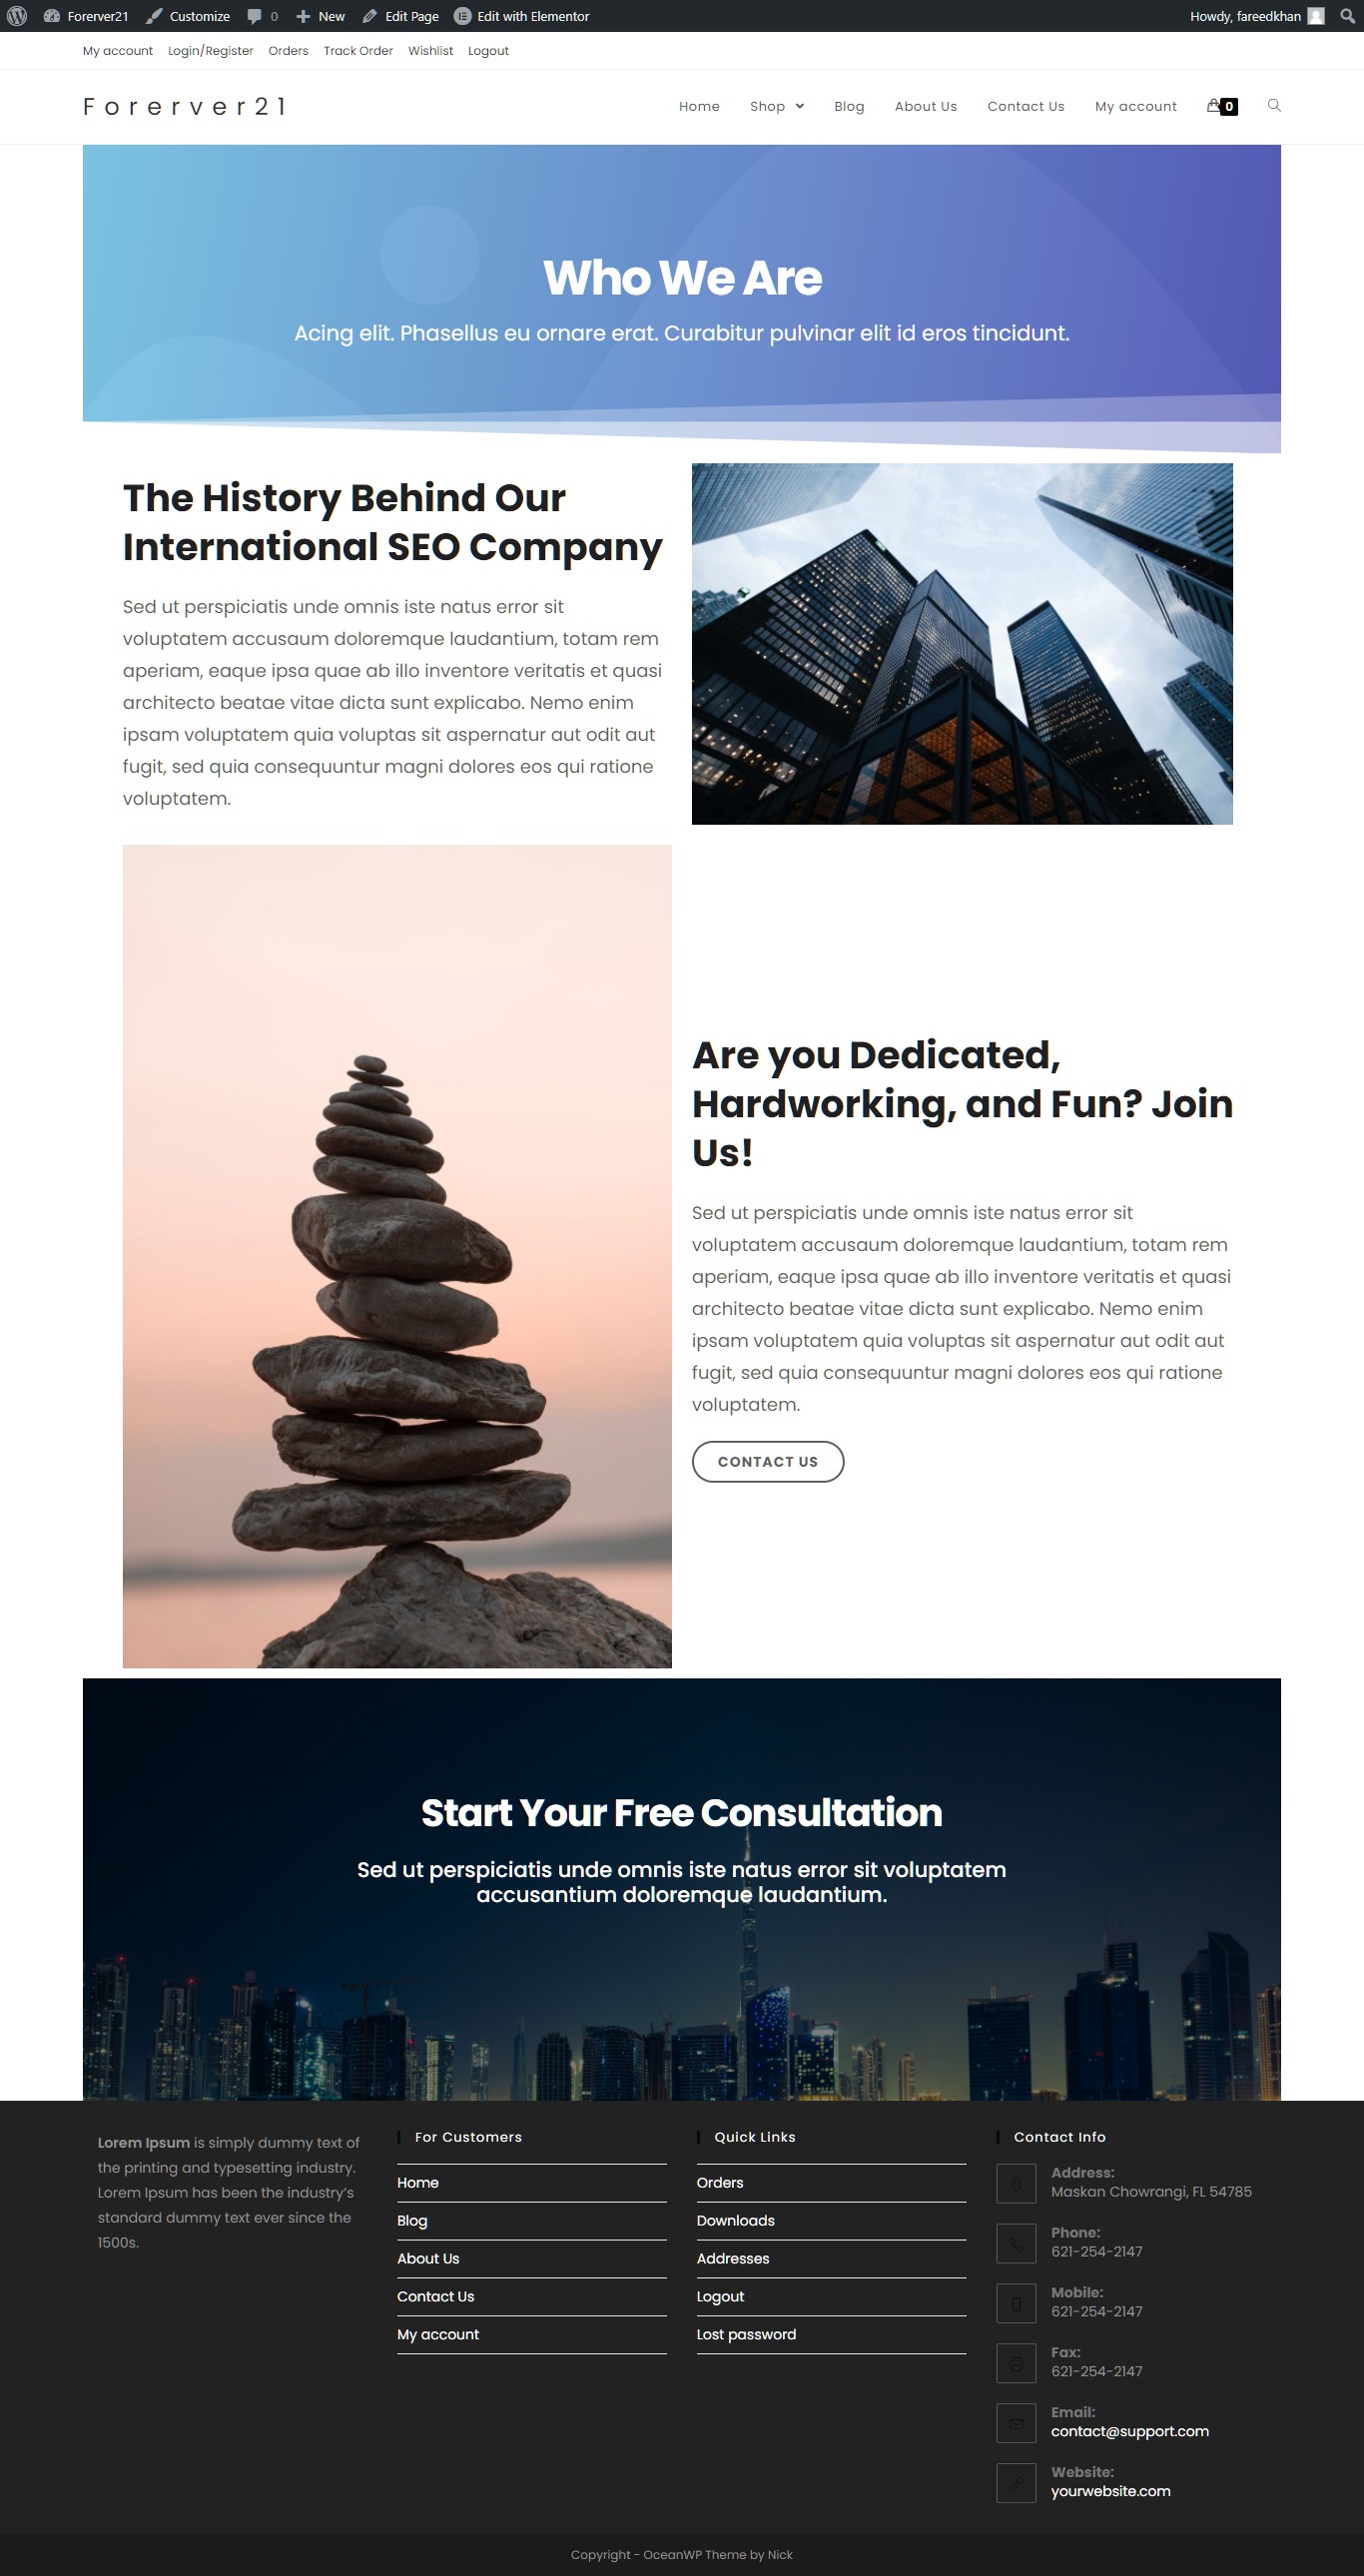 Forerver21 Customize 0 New Edit Page Edit with Elementor Howdy, fareedkhan
My account Login/Register Orders Track Order Wishlist Logout
Forerver21 Home Shop Blog About Us Contact Us My account 0
Who We Are
Acing elit. Phasellus eu ornare erat. Curabitur pulvinar elit id eros tincidunt.
The History Behind Our
International SEO Company
Sed ut perspiciatis unde omnis iste natus error sit
voluptatem accusaum doloremque laudantium, totam rem
aperiam, eaque ipsa quae ab illo inventore veritatis et quasi
architecto beatae vitae dicta sunt explicabo. Nemo enim
ipsam voluptatem quia voluptas sit aspernatur aut odit aut
fugit, sed quia consequuntur magni dolores eos qui ratione
voluptatem.
Are you Dedicated,
Hardworking, and Fun? Join
Us!
Sed ut perspiciatis unde omnis iste natus error sit
voluptatem accusaum doloremque laudantium, totam rem
aperiam, eaque ipsa quae ab illo inventore veritatis et quasi
architecto beatae vitae dicta sunt explicabo. Nemo enim
ipsam voluptatem quia voluptas sit aspernatur aut odit aut
fugit, sed quia consequuntur magni dolores eos qui ratione
voluptatem.
CONTACT US
Start Your Free Consultation
Sed ut perspiciatis unde omnis iste natus error sit voluptatem
accusantium doloremque laudantium.
Lorem Ipsum is simply dummy text of
the printing and typesetting industry.
Lorem Ipsum has been the industry’s
standard dummy text ever since the
1500s.
For Customers
Home
Blog
About Us
Contact Us
My account
Quick Links
Orders
Downloads
Addresses
Logout
Lost password
Contact Info
Address:
Maskan Chowrangi, FL 54785
Phone:
621-254-2147
Mobile:
621-254-2147
Fax:
621-254-2147
Email:
contact@support.com
Website:
yourwebsite.com
Copyright - OceanWP Theme by Nick